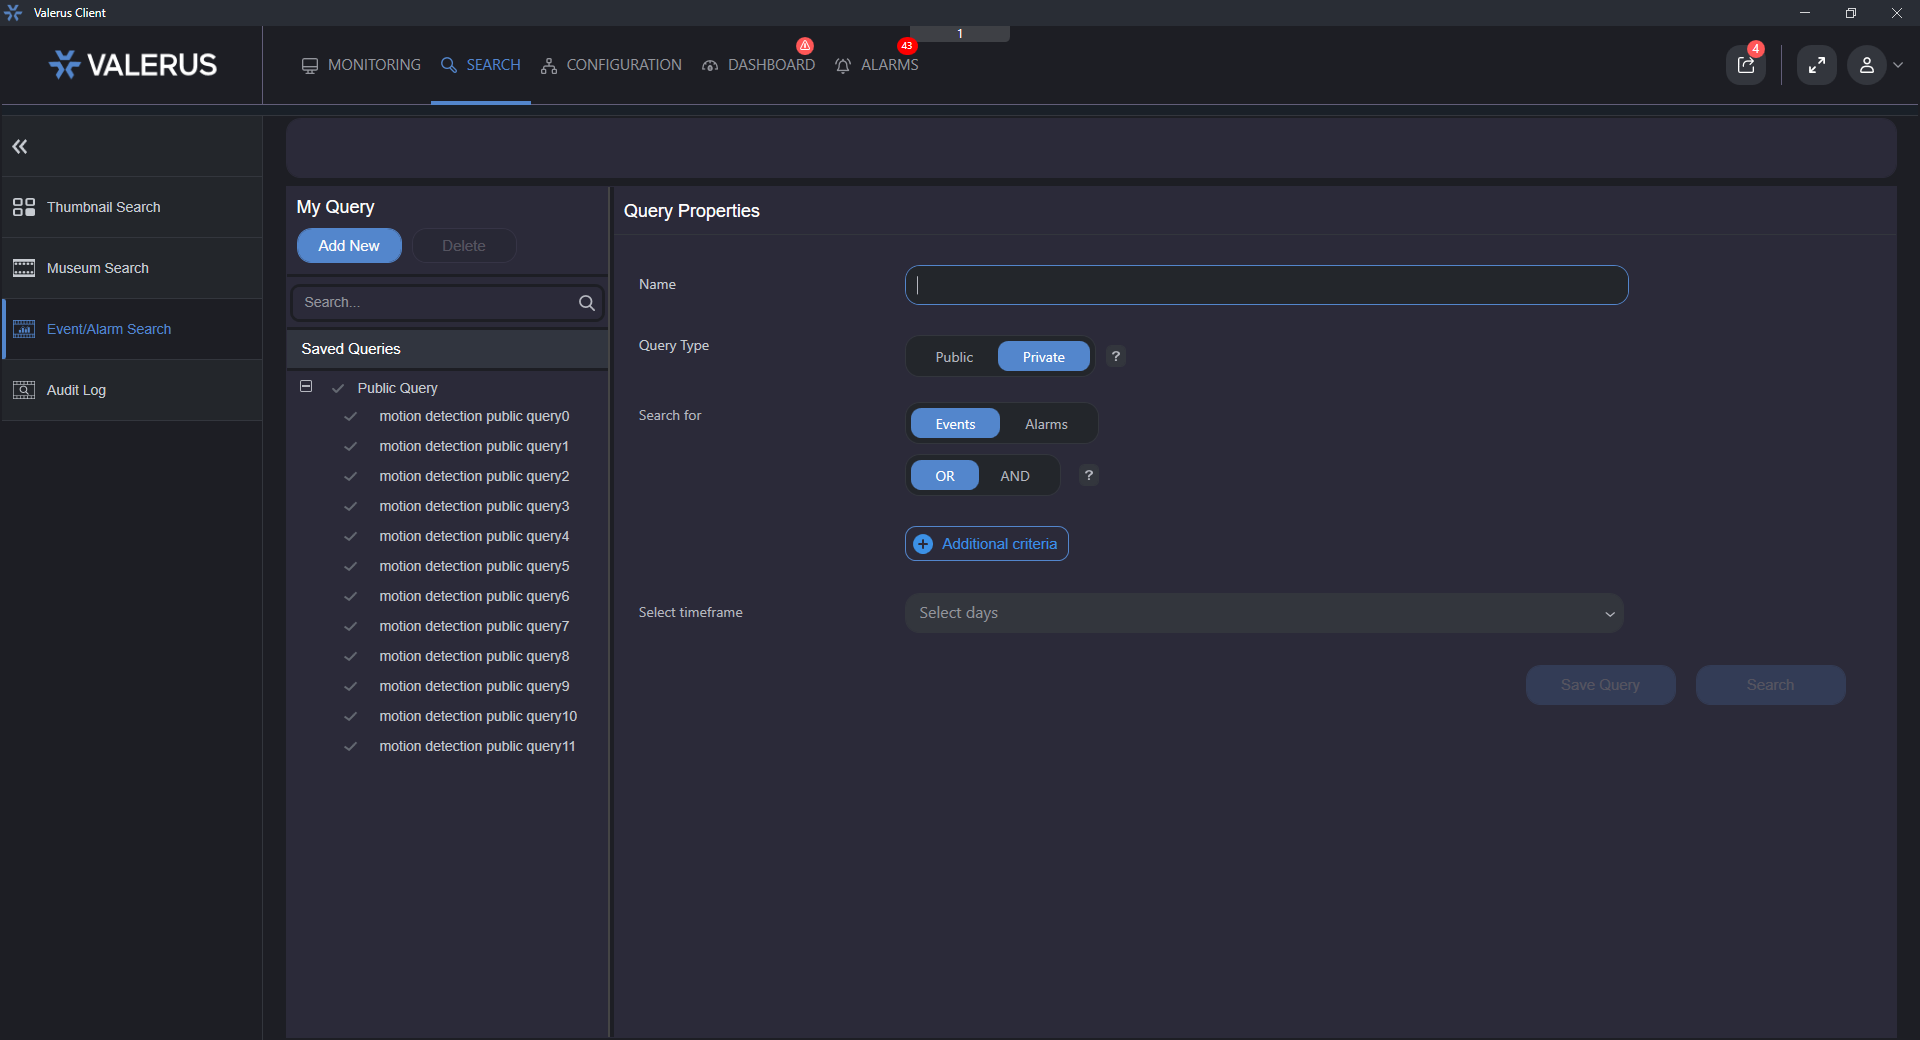 Valerus Client
1
VALERUS
MONITORING
SEARCH
CONFIGURATION
DASHBOARD
43
ALARMS
4
Thumbnail Search
Museum Search
Event/Alarm Search
Audit Log
My Query
Add New
Delete
Search...
Saved Queries
Public Query
motion detection public query0
motion detection public query1
motion detection public query2
motion detection public query3
motion detection public query4
motion detection public query5
motion detection public query6
motion detection public query7
motion detection public query8
motion detection public query9
motion detection public query10
motion detection public query11
Query Properties
Name
Query Type
Public
Private
?
Search for
Events
Alarms
OR
AND
?
Additional criteria
Select timeframe
Select days
Save Query
Search